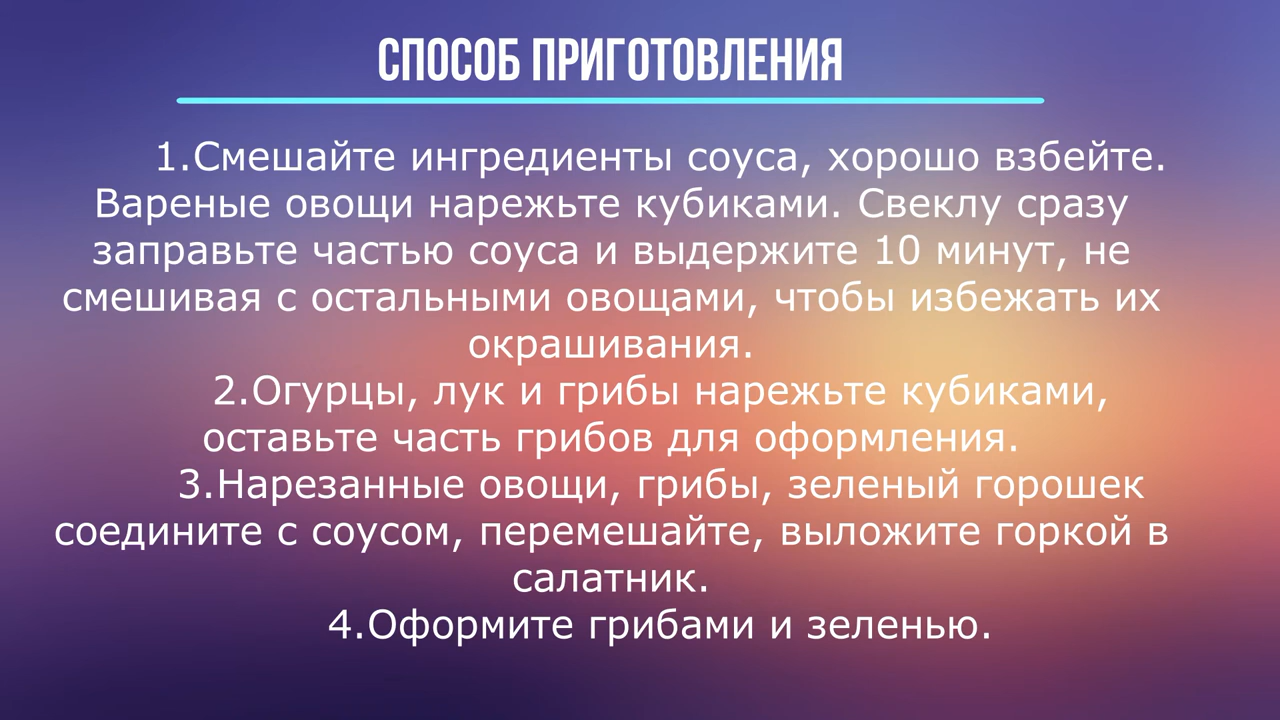 СПОСОБ ПРИГОТОВЛЕНИЯ
1.Смешайте ингредиенты соуса, хорошо взбейте.
Вареные овощи нарежьте кубиками. Свеклу сразу
заправьте частью соуса и выдержите 10 минут, не
смешивая с остальными овощами, чтобы избежать их
окрашивания.
2.Огурцы, лук и грибы нарежьте кубиками,
оставьте часть грибов для оформления.
3.Нарезанные овощи, грибы, зеленый горошек
соедините с соусом, перемешайте, выложите горкой в
салатник.
4.Оформите грибами и зеленью.